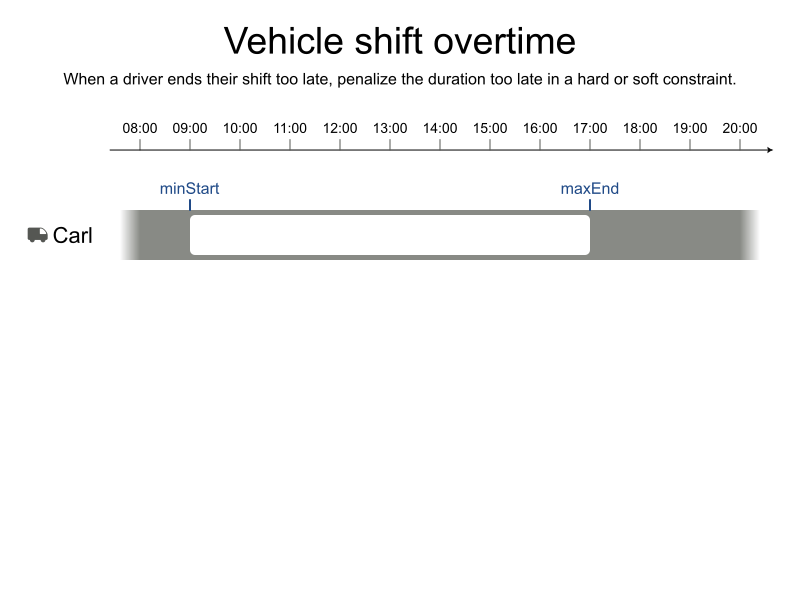 Vehicle shift overtime
When a driver ends their shift too late, penalize the duration too late in a hard or soft constraint.
08:00 09:00 10:00 11:00 12:00 13:00 14:00 15:00 16:00 17:00 18:00 19:00 20:00
minStart maxEnd
Carl